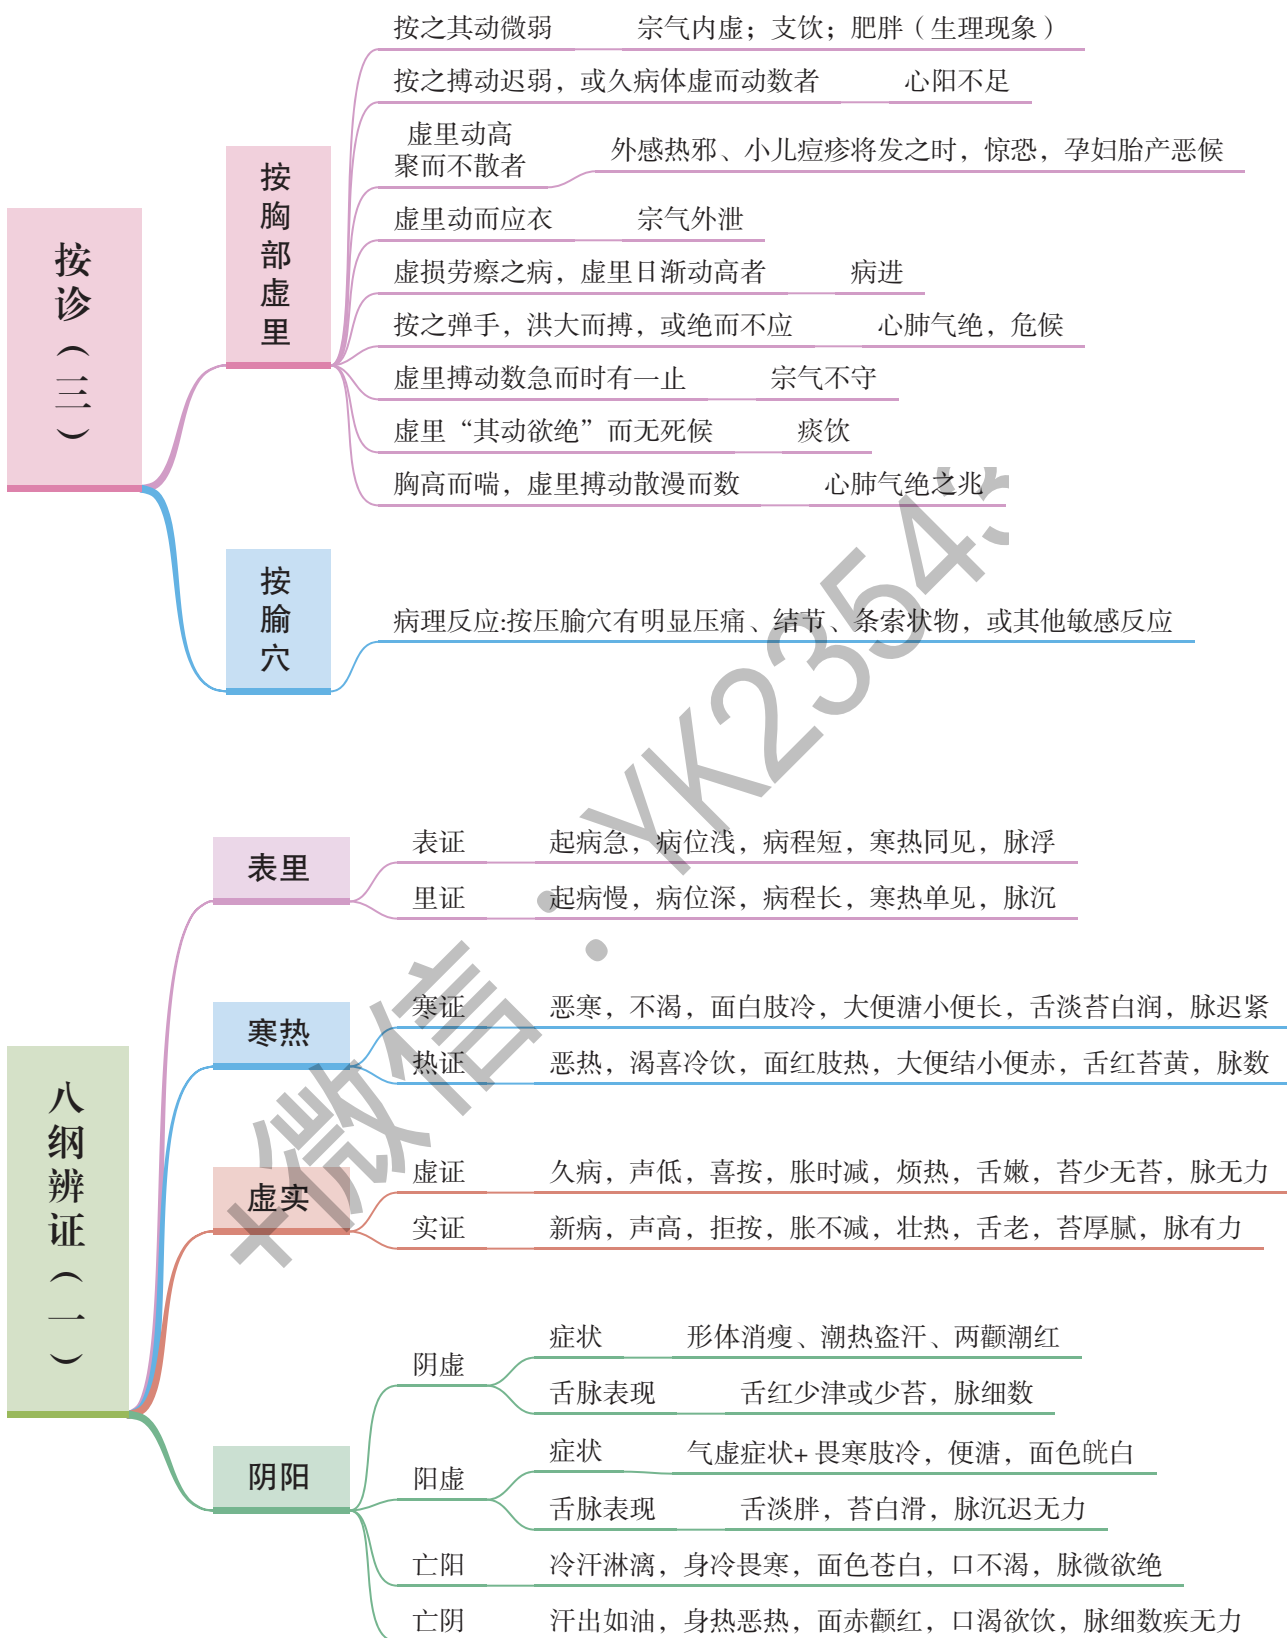 按诊（三）
按胸部虚里
按之其动微弱 宗气内虚；支饮；肥胖（生理现象）
按之搏动迟弱，或久病体虚而动数者 心阳不足
虚里动高
聚而不散者 外感热邪、小儿痘疹将发之时，惊恐，孕妇胎产恶候
虚里动而应衣 宗气外泄
虚损劳瘵之病，虚里日渐动高者 病进
按之弹手，洪大而搏，或绝而不应 心肺气绝，危候
虚里搏动数急而时有一止 宗气不守
虚里“其动欲绝”而无死候 痰饮
胸高而喘，虚里搏动散漫而数 心肺气绝之兆
按腧穴
病理反应:按压腧穴有明显压痛、结节、条索状物，或其他敏感反应
八纲辨证（一）
表里
表证 起病急，病位浅，病程短，寒热同见，脉浮
里证 起病慢，病位深，病程长，寒热单见，脉沉
寒热
寒证 恶寒，不渴，面白肢冷，大便溏小便长，舌淡苔白润，脉迟紧
热证 恶热，渴喜冷饮，面红肢热，大便结小便赤，舌红苔黄，脉数
虚实
虚证 久病，声低，喜按，胀时减，烦热，舌嫩，苔少无苔，脉无力
实证 新病，声高，拒按，胀不减，壮热，舌老，苔厚腻，脉有力
阴阳
阴虚
症状 形体消瘦、潮热盗汗、两颧潮红
舌脉表现 舌红少津或少苔，脉细数
阳虚
症状 气虚症状+畏寒肢冷，便溏，面色㿠白
舌脉表现 舌淡胖，苔白滑，脉沉迟无力
亡阳 冷汗淋漓，身冷畏寒，面色苍白，口不渴，脉微欲绝
亡阴 汗出如油，身热恶热，面赤颧红，口渴欲饮，脉细数疾无力
+微信：YK2354